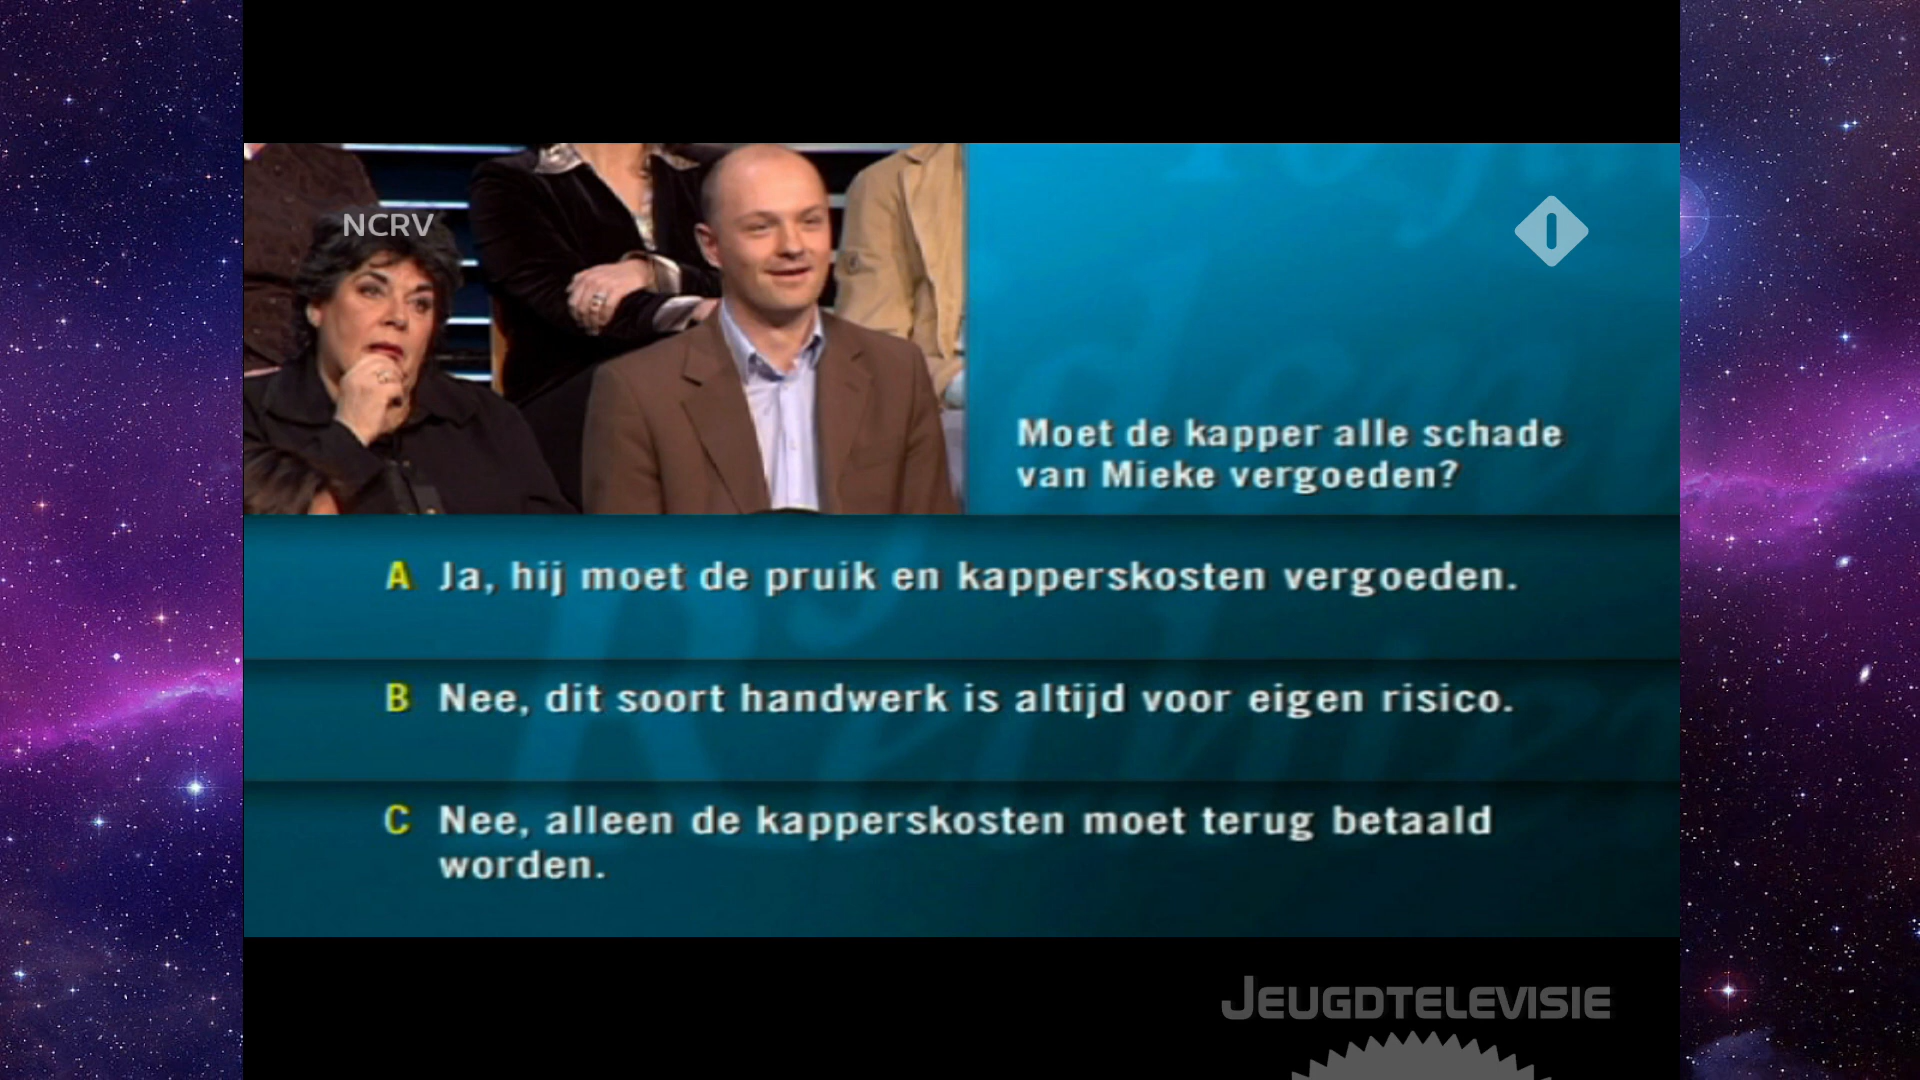 NCRV
Moet de kapper alle schade
van Mieke vergoeden?
A Ja, hij moet de pruik en kapperskosten vergoeden.
B Nee, dit soort handwerk is altijd voor eigen risico.
C Nee, alleen de kapperskosten moet terug betaald
worden.
JEUGDTELEVISIE